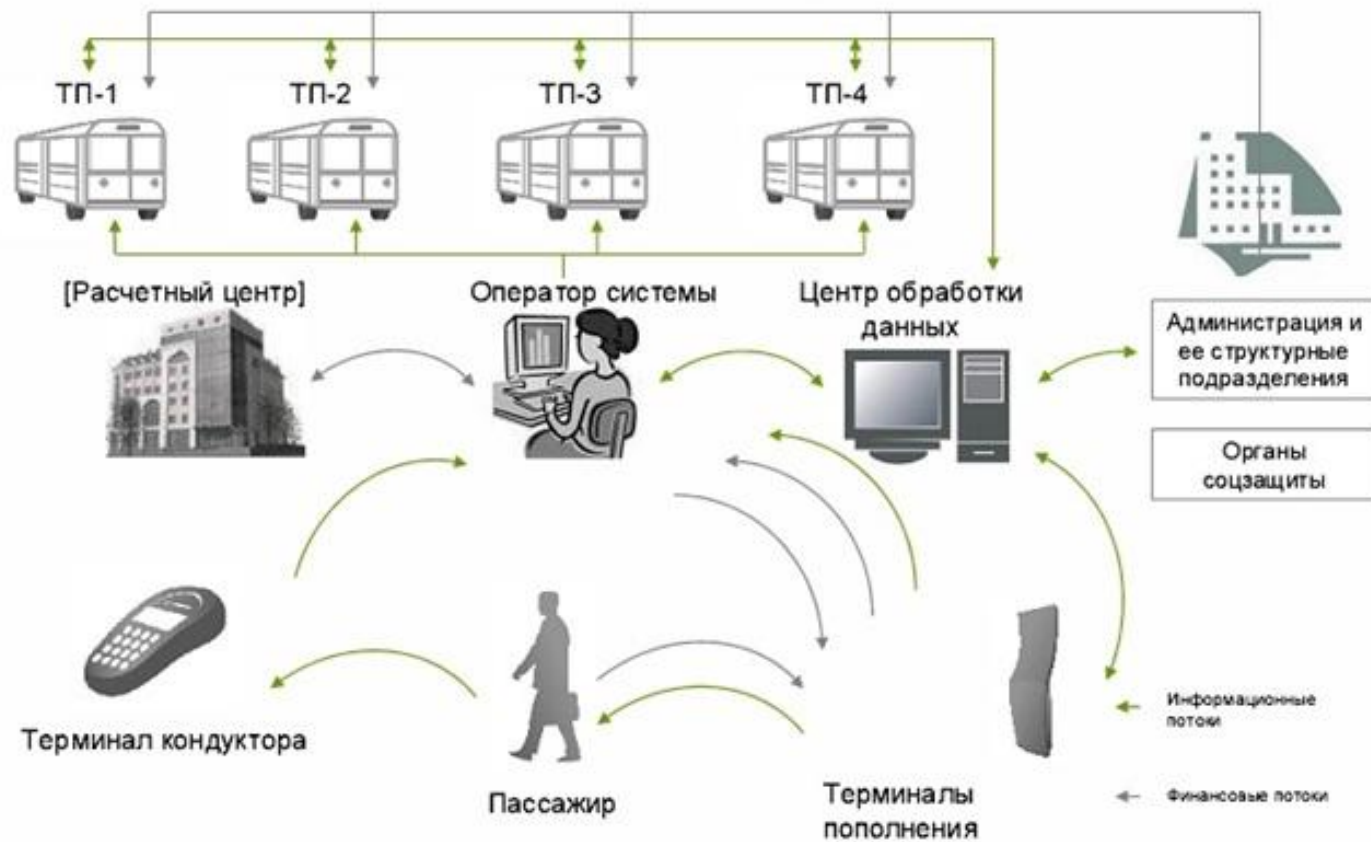 ТП-1
ТП-2
ТП-3
ТП-4
[Расчетный центр]
Оператор системы
Центр обработки
данных
Администрация и
ее структурные
подразделения
Органы
соцзащиты
Терминал кондуктора
Пассажир
Терминалы
пополнения
Информационные
потоки
Финансовые потоки